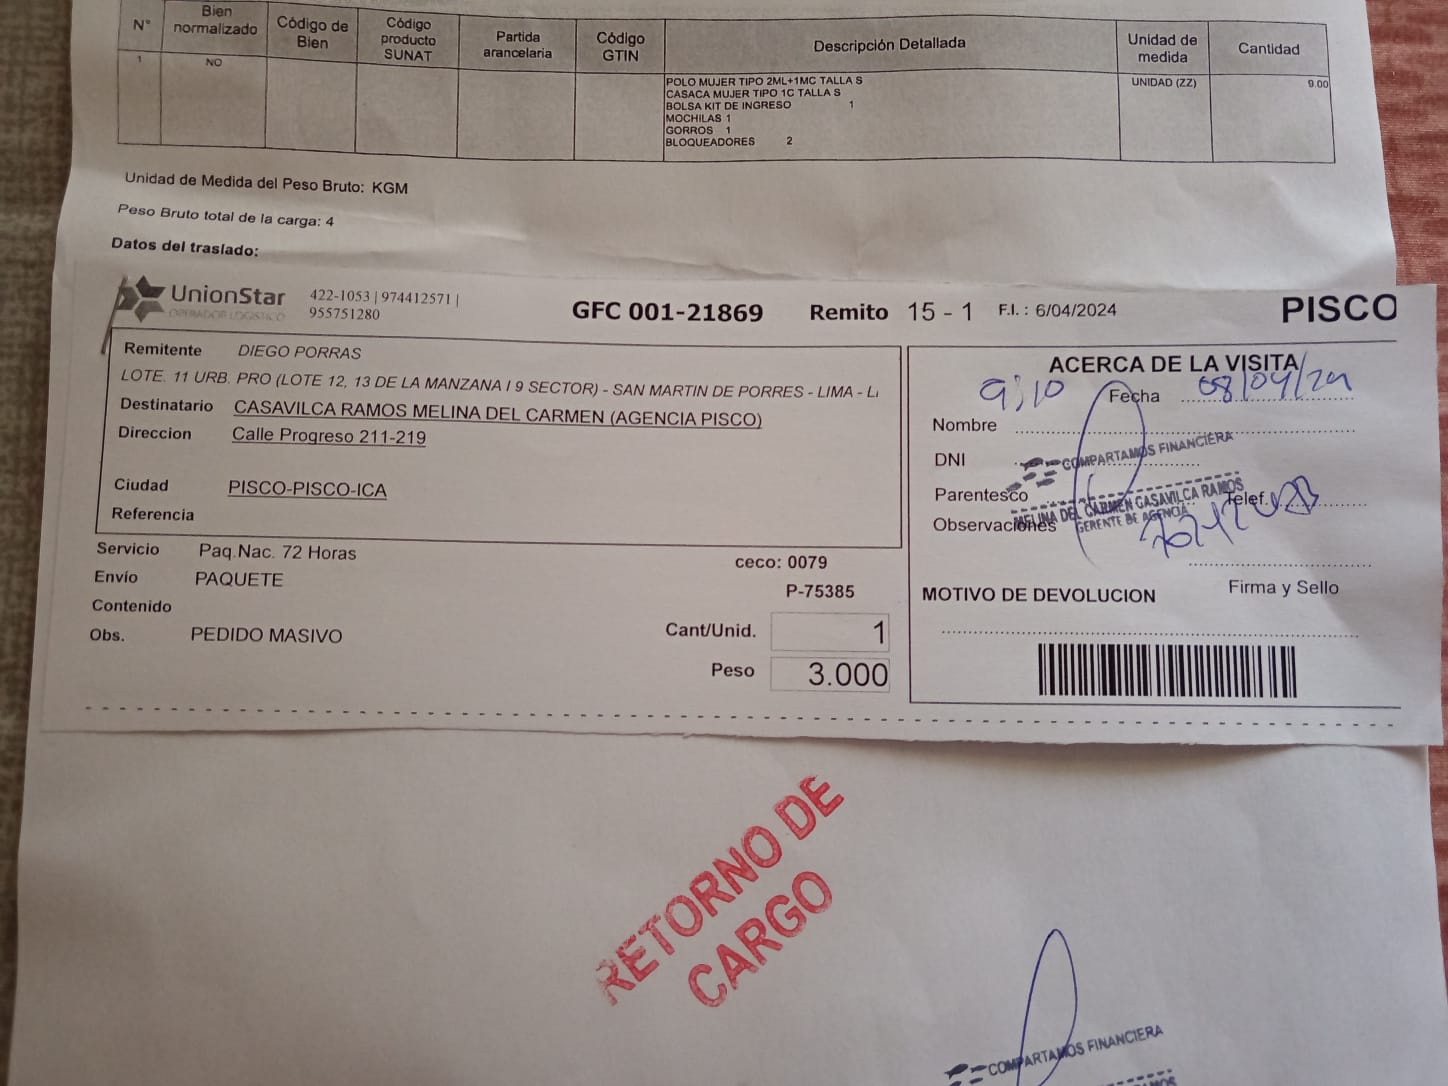 N° Bien normalizado Código de Bien Código producto SUNAT Partida arancelaria Código GTIN Descripción Detallada Unidad de medida Cantidad
1 NO POLO MUJER TIPO 2ML+1MC TALLA S UNIDAD (ZZ) 9.00
CASACA MUJER TIPO 1C TALLA S
BOLSA KIT DE INGRESO 1
MOCHILAS 1
GORROS 1
BLOQUEADORES 2
Unidad de Medida del Peso Bruto: KGM
Peso Bruto total de la carga: 4
Datos del traslado:
UnionStar
OPERADOR LOGISTICO
422-1053 | 974412571 |
955751280
GFC 001-21869 Remito 15 - 1 F.I. : 6/04/2024 PISCO
Remitente DIEGO PORRAS
LOTE. 11 URB. PRO (LOTE 12, 13 DE LA MANZANA I 9 SECTOR) - SAN MARTIN DE PORRES - LIMA - LI
Destinatario CASAVILCA RAMOS MELINA DEL CARMEN (AGENCIA PISCO)
Direccion Calle Progreso 211-219
Ciudad PISCO-PISCO-ICA
Referencia
Servicio Paq.Nac. 72 Horas
Envío PAQUETE
Contenido
Obs. PEDIDO MASIVO
ceco: 0079
P-75385
Cant/Unid. 1
Peso 3.000
ACERCA DE LA VISITA
9:10 Fecha 08/04/24
Nombre
DNI
COMPARTAMOS FINANCIERA
Parentesco
Telef.
MELINA DEL CARMEN CASAVILCA RAMOS
GERENTE DE AGENCIA
Observaciones
Firma y Sello
MOTIVO DE DEVOLUCION
RETORNO DE
CARGO
COMPARTAMOS FINANCIERA